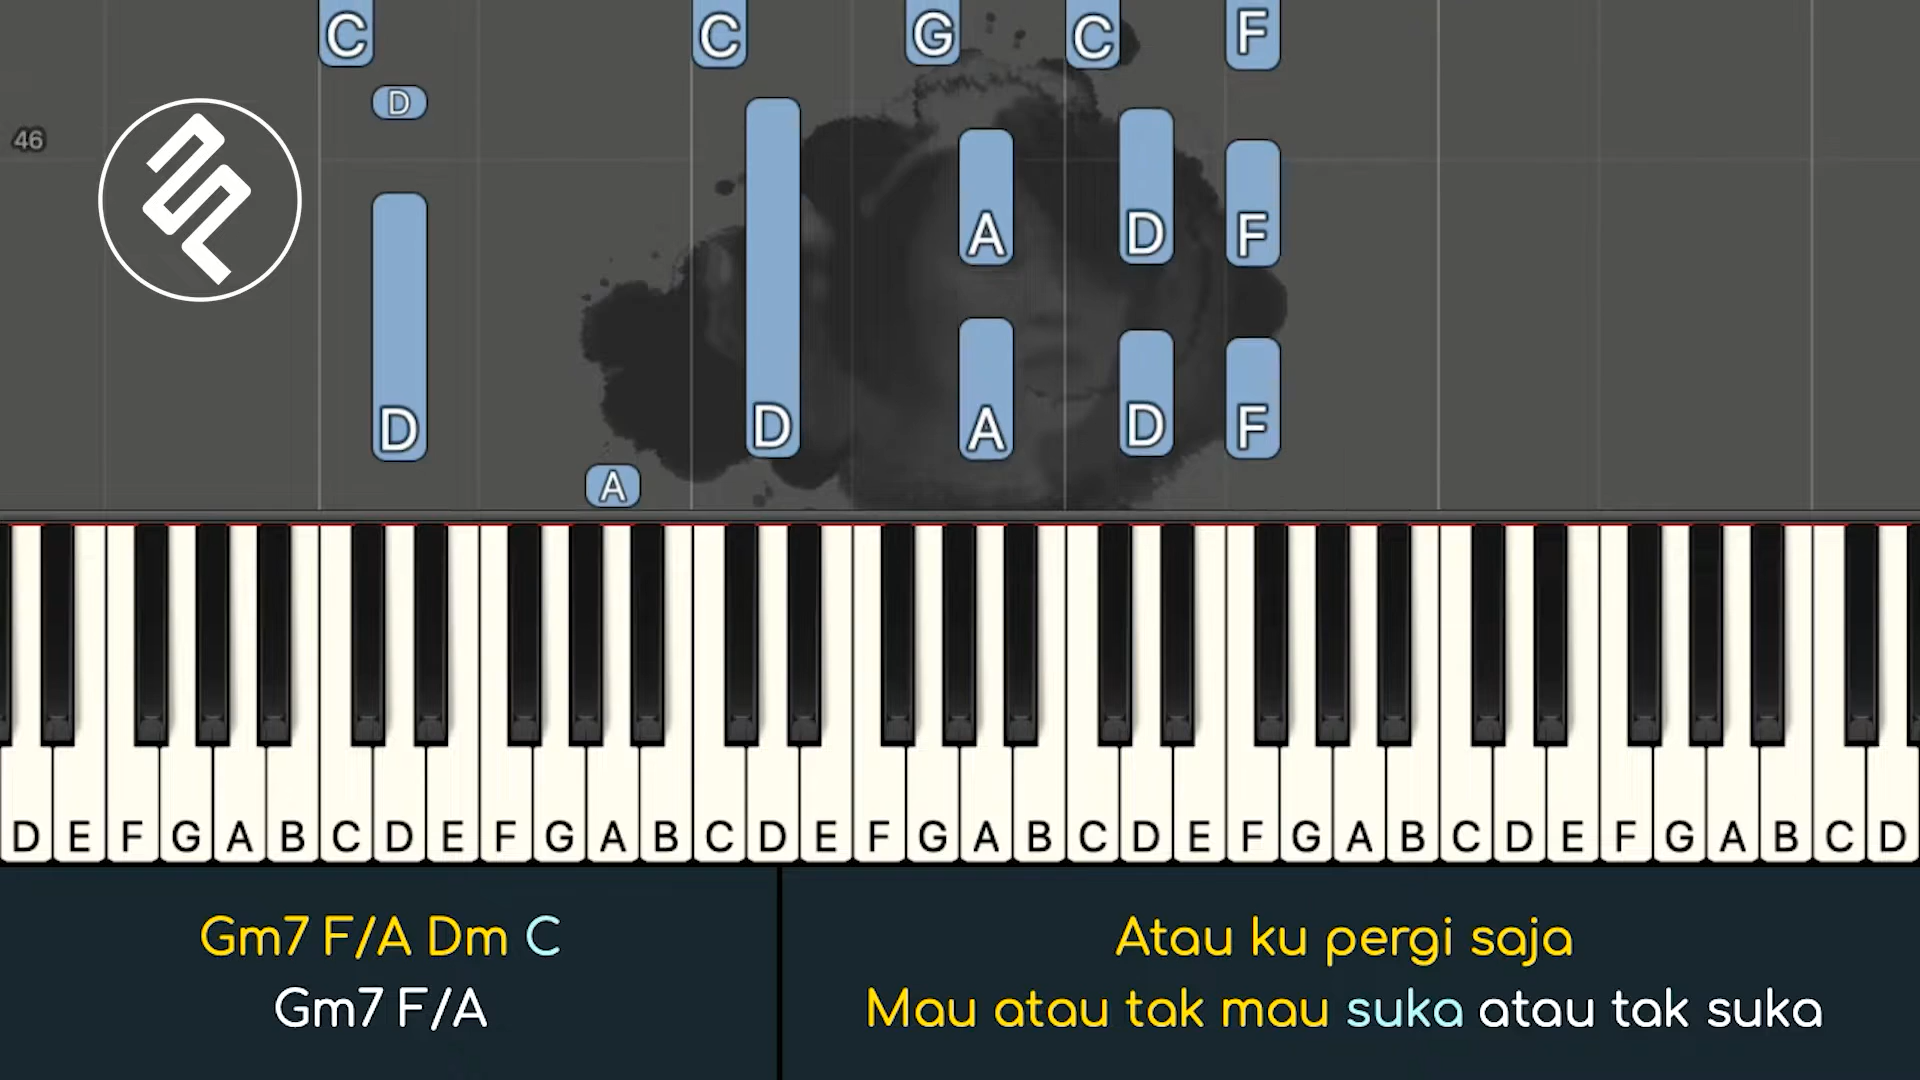 C C G C F
D
46
A D F
D D A D F
A
D E F G A B C D E F G A B C D E F G A B C D E F G A B C D E F G A B C D
Gm7 F/A Dm C
Gm7 F/A
Atau ku pergi saja
Mau atau tak mau suka atau tak suka